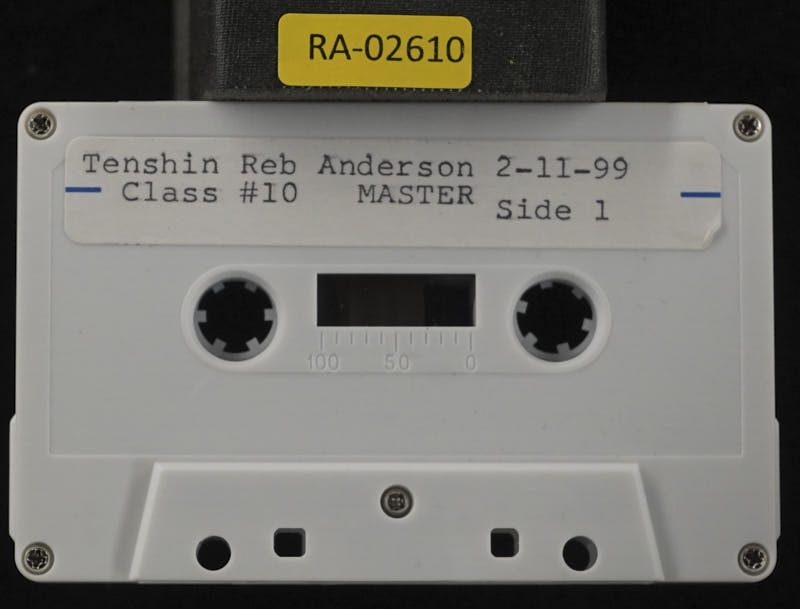 RA-02610
Tenshin Reb Anderson 2-11-99
Class #10 MASTER
Side 1
100 50 0